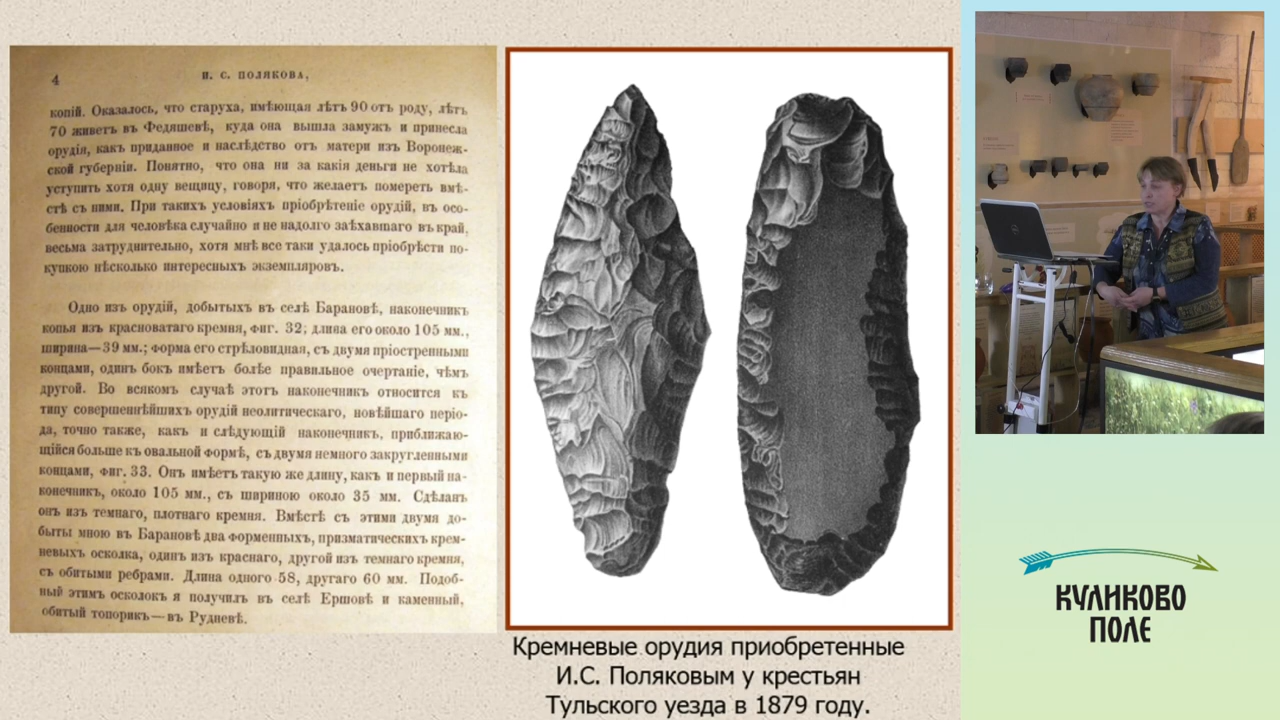 4
И. С. ПОЛЯКОВА,
копій. Оказалось, что старуха, имѣющая лѣтъ 90 отъ роду, лѣтъ
70 живетъ въ Федяшевѣ, куда она вышла замужъ и принесла
орудія, какъ приданное и наслѣдство отъ матери изъ Воронеж-
ской губерніи. Понятно, что она ни за какія деньги не хотѣла
уступить хотя одну вещицу, говоря, что желаетъ помереть вмѣ-
стѣ съ ними. При такихъ условіяхъ пріобрѣтеніе орудій, въ осо-
бенности для человѣка случайно и не надолго заѣхавшаго въ край,
весьма затруднительно, хотя мнѣ все таки удалось пріобрѣсти по-
купкою нѣсколько интересныхъ экземпляровъ.
Одно изъ орудій, добытыхъ въ селѣ Барановѣ, наконечникъ
копья изъ красноватаго кремня, фиг. 32; длина его около 105 мм.,
ширина—39 мм.; форма его стрѣловидная, съ двумя пріостренными
концами, одинъ бокъ имѣетъ болѣе правильное очертаніе, чѣмъ
другой. Во всякомъ случаѣ этотъ наконечникъ относится къ
типу совершеннѣйшихъ орудій неолитическаго, новѣйшаго періо-
да, точно также, какъ и слѣдующій наконечникъ, приближаю-
щійся больше къ овальной формѣ, съ двумя немного закругленными
концами, фиг. 33. Онъ имѣетъ такую же длину, какъ и первый на-
конечникъ, около 105 мм., съ шириною около 35 мм. Сдѣланъ
онъ изъ темнаго, плотнаго кремня. Вмѣстѣ съ этими двумя до-
быты мною въ Барановѣ два форменныхъ, призматическихъ крем-
невыхъ осколка, одинъ изъ краснаго, другой изъ темнаго кремня,
съ обитыми ребрами. Длина одного 58, другаго 60 мм. Подоб-
ный этимъ осколокъ я получилъ въ селѣ Ершовѣ и каменный,
обитый топорикъ—въ Рудневѣ.
Кремневые орудия приобретенные
И.С. Поляковым у крестьян
Тульского уезда в 1879 году.
КУЛИКОВО
ПОЛЕ